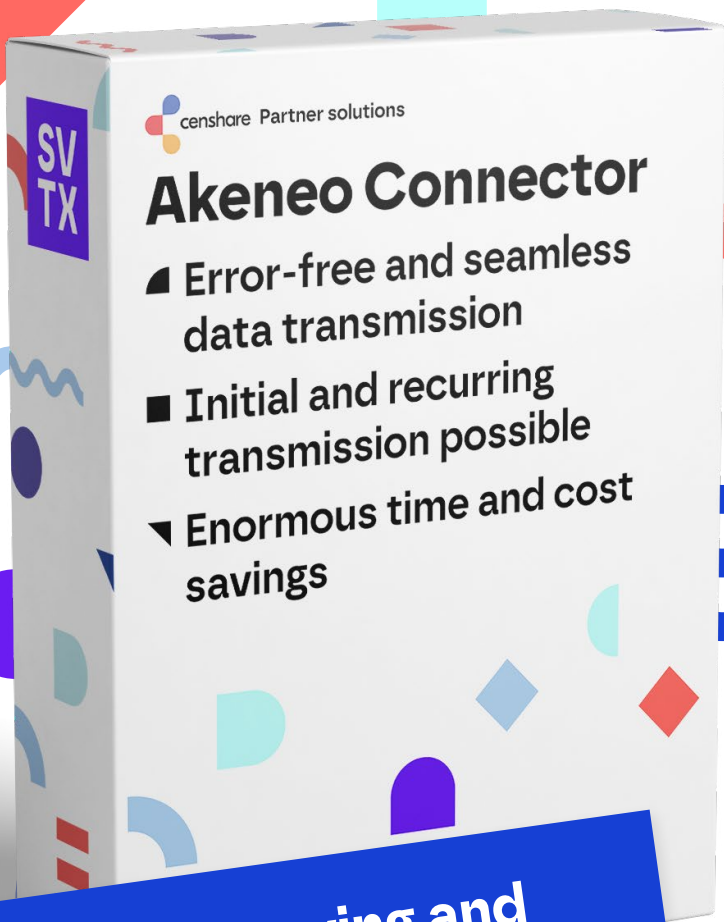 SV
TX
censhare Partner solutions
Akeneo Connector
Error-free and seamless
data transmission
Initial and recurring
transmission possible
Enormous time and cost
savings
and